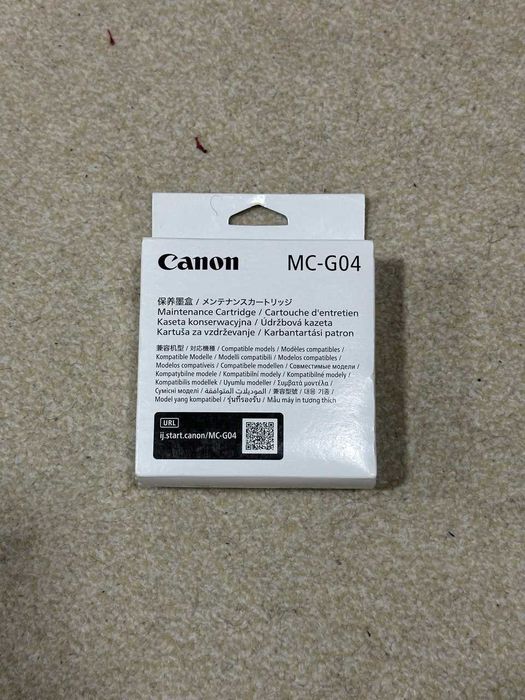 Canon MC-G04
保养墨盒 / メンテナンスカートリッジ
Maintenance Cartridge / Cartouche d'entretien
Kaseta konserwacyjna / Údržbová kazeta
Kartuša za vzdrževanje / Karbantartási patron
兼容机型 / 対応機種 / Compatible models / Modèles compatibles /
Kompatible Modelle / Modelli compatibili / Modelos compatibles /
Modelos compatíveis / Compatibele modellen / Совместимые модели /
Kompatybilne modele / Kompatibilní modely / Kompatibilné modely /
Kompatibilis modellek / Uyumlu modeller / Συμβατά μοντέλα /
Сумісні моделі / الموديلات المتوافقة / 兼容型號 / 대응 기종 /
Model yang kompatibel / รุ่นที่รองรับ / Mẫu máy in tương thích
URL
ij.start.canon/MC-G04